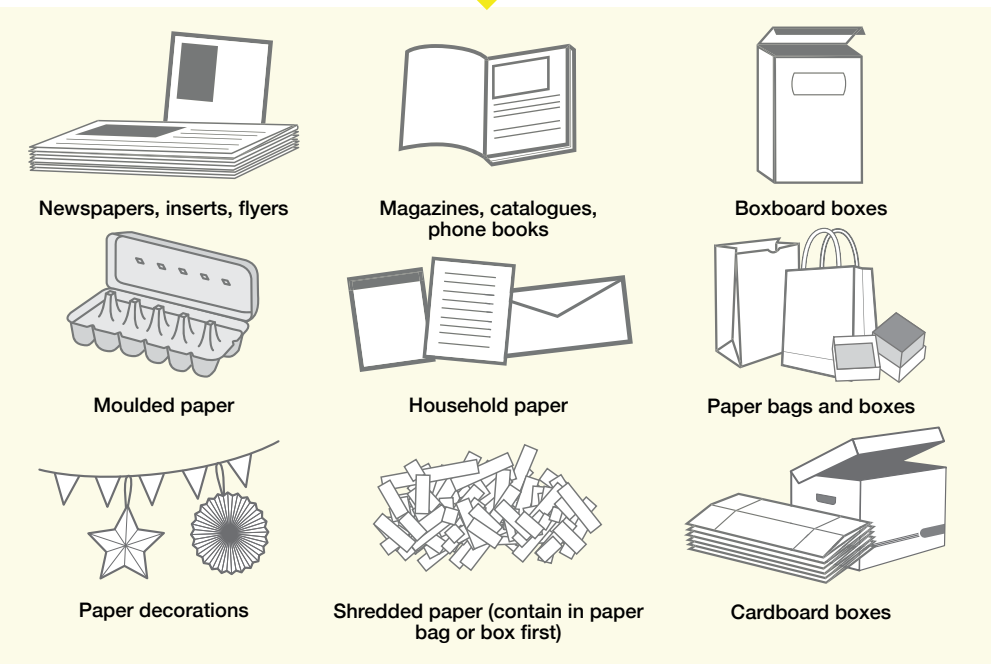 Newspapers, inserts, flyers
Magazines, catalogues,
phone books
Boxboard boxes
Moulded paper
Household paper
Paper bags and boxes
Paper decorations
Shredded paper (contain in paper
bag or box first)
Cardboard boxes